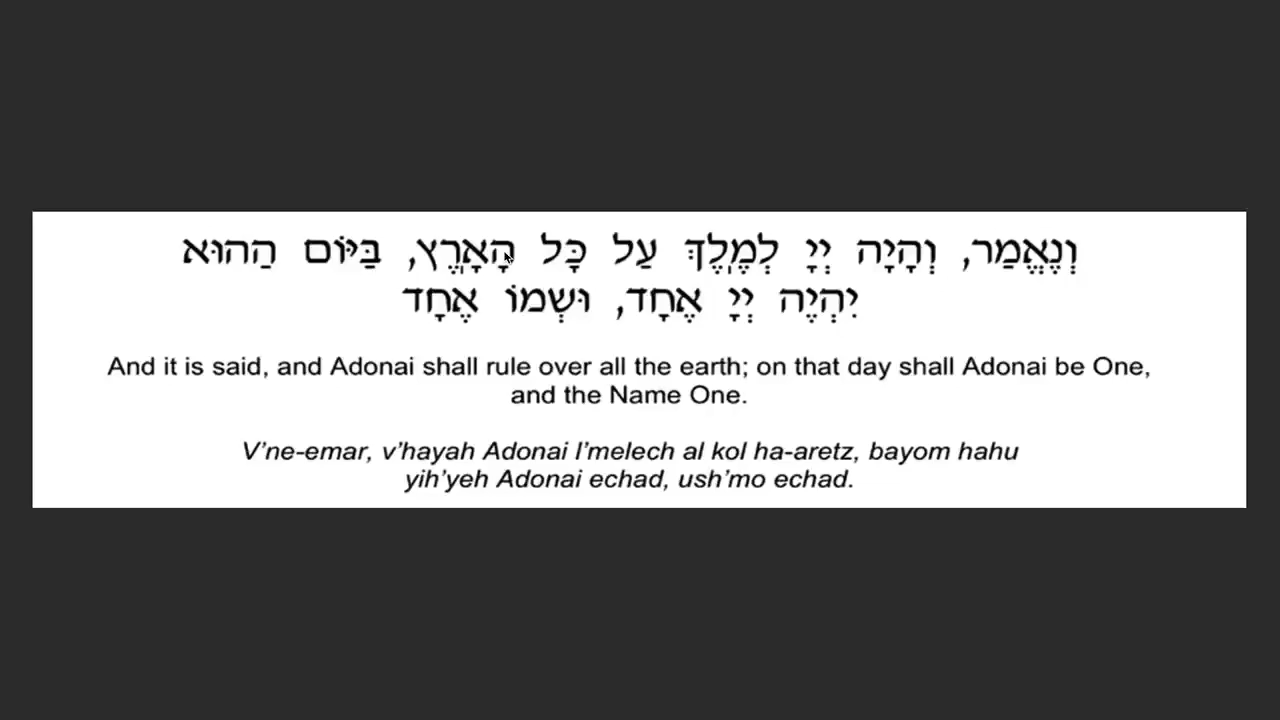 וְנֶאֱמַר, וְהָיָה יְיָ לְמֶֽלֶךְ עַל כָּל הָאָֽרֶץ, בַּיּוֹם הַהוּא
יִהְיֶה יְיָ אֶחָד, וּשְׁמוֹ אֶחָד
And it is said, and Adonai shall rule over all the earth; on that day shall Adonai be One,
and the Name One.
V’ne-emar, v’hayah Adonai l’melech al kol ha-aretz, bayom hahu
yih’yeh Adonai echad, ush’mo echad.